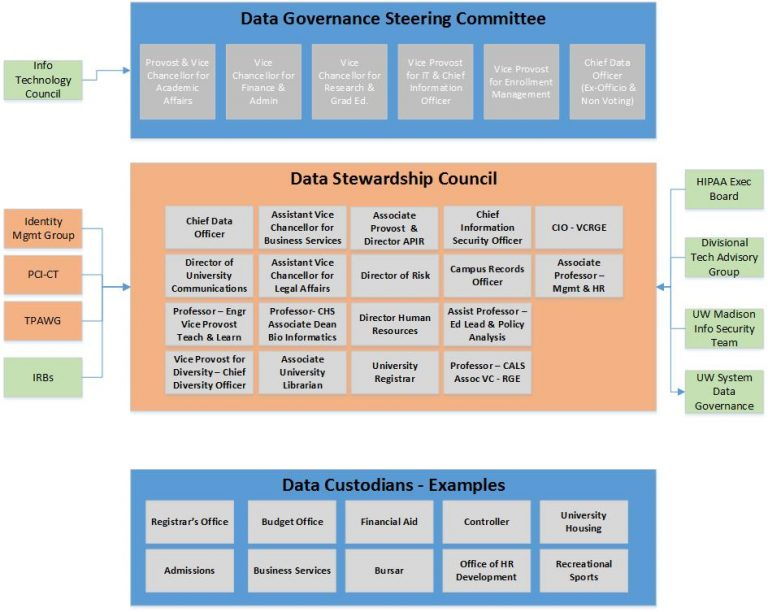 Data Governance Steering Committee
Info
Technology
Council
Provost & Vice
Chancellor for
Academic
Affairs
Vice
Chancellor for
Finance &
Admin
Vice
Chancellor for
Research &
Grad Ed.
Vice Provost
for IT & Chief
Information
Officer
Vice Provost
for Enrollment
Management
Chief Data
Officer
(Ex-Officio &
Non Voting)
Data Stewardship Council
Identity
Mgmt Group
PCI-CT
TPAWG
IRBs
Chief Data
Officer
Assistant Vice
Chancellor for
Business Services
Associate
Provost &
Director APIR
Chief
Information
Security Officer
CIO - VCRGE
Director of
University
Communications
Assistant Vice
Chancellor for
Legal Affairs
Director of Risk
Campus Records
Officer
Associate
Professor –
Mgmt & HR
Professor – Engr
Vice Provost
Teach & Learn
Professor- CHS
Associate Dean
Bio Informatics
Director Human
Resources
Assist Professor –
Ed Lead & Policy
Analysis
Vice Provost for
Diversity – Chief
Diversity Officer
Associate
University
Librarian
University
Registrar
Professor – CALS
Assoc VC - RGE
HIPAA Exec
Board
Divisional
Tech Advisory
Group
UW Madison
Info Security
Team
UW System
Data
Governance
Data Custodians - Examples
Registrar's Office
Budget Office
Financial Aid
Controller
University
Housing
Admissions
Business Services
Bursar
Office of HR
Development
Recreational
Sports